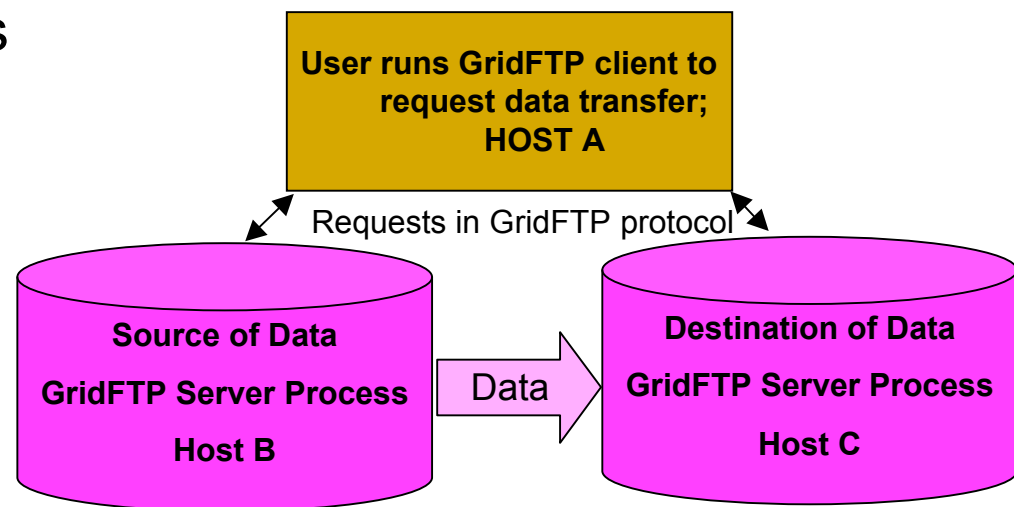 s
User runs GridFTP client to
request data transfer;
HOST A
Requests in GridFTP protocol
Source of Data
GridFTP Server Process
Host B
Data
Destination of Data
GridFTP Server Process
Host C